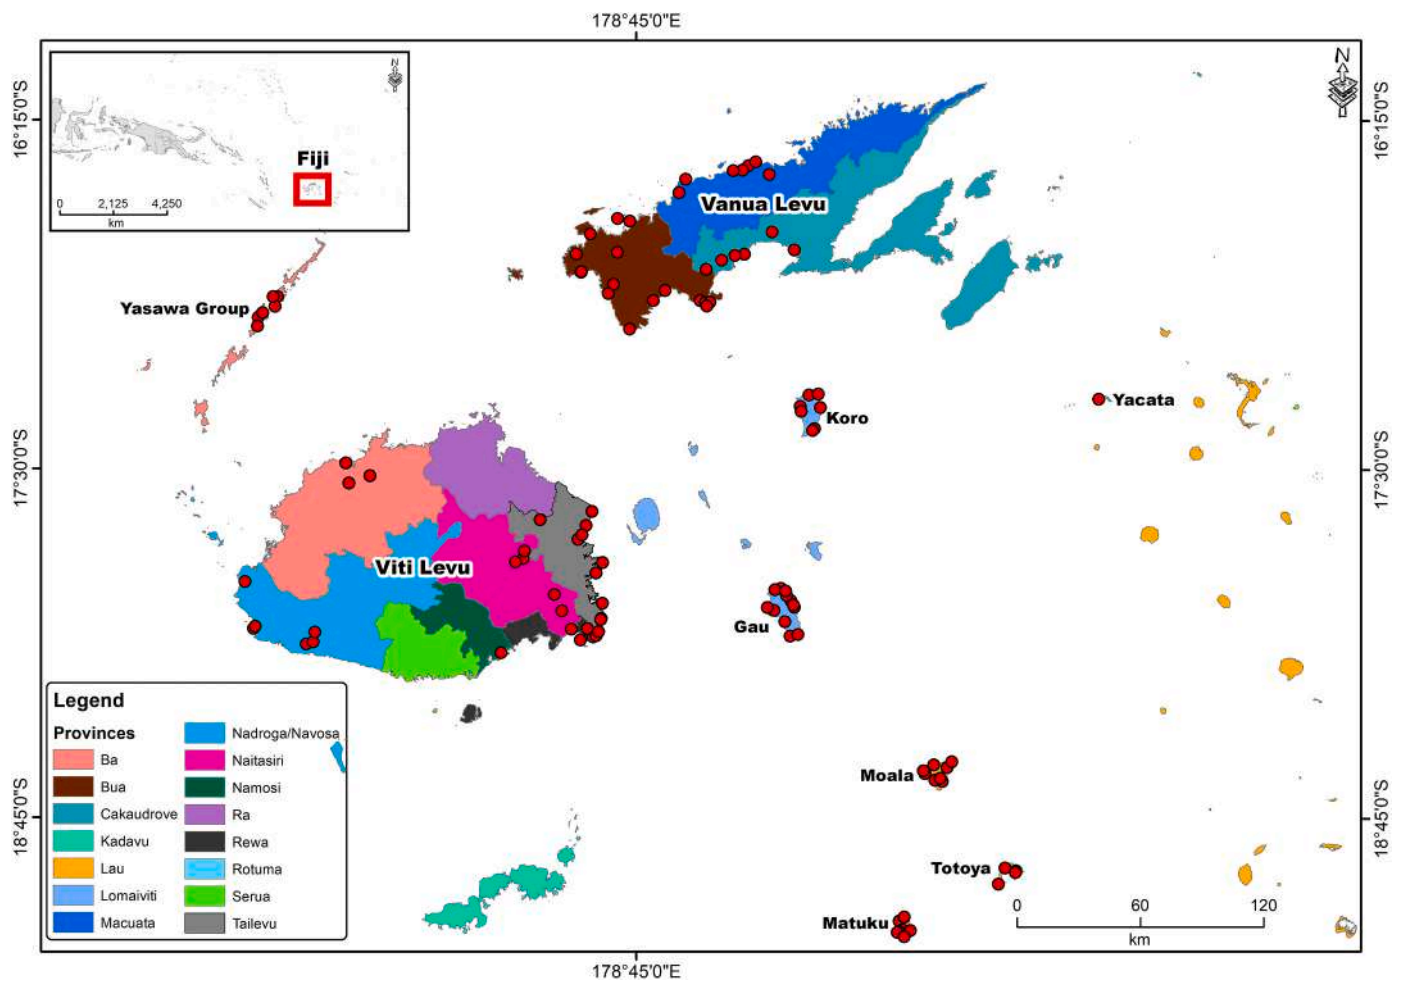 178°45'0"E
N
N
16°15'0"S
16°15'0"S
Fiji
0 2,125 4,250
km
Vanua Levu
Yasawa Group
Yacata
Koro
17°30'0"S
17°30'0"S
Viti Levu
Gau
Legend
Provinces
Ba
Bua
Cakaudrove
Kadavu
Lau
Lomaiviti
Macuata
Nadroga/Navosa
Naitasiri
Namosi
Ra
Rewa
Rotuma
Serua
Tailevu
Moala
18°45'0"S
18°45'0"S
Totoya
Matuku
0 60 120
km
178°45'0"E